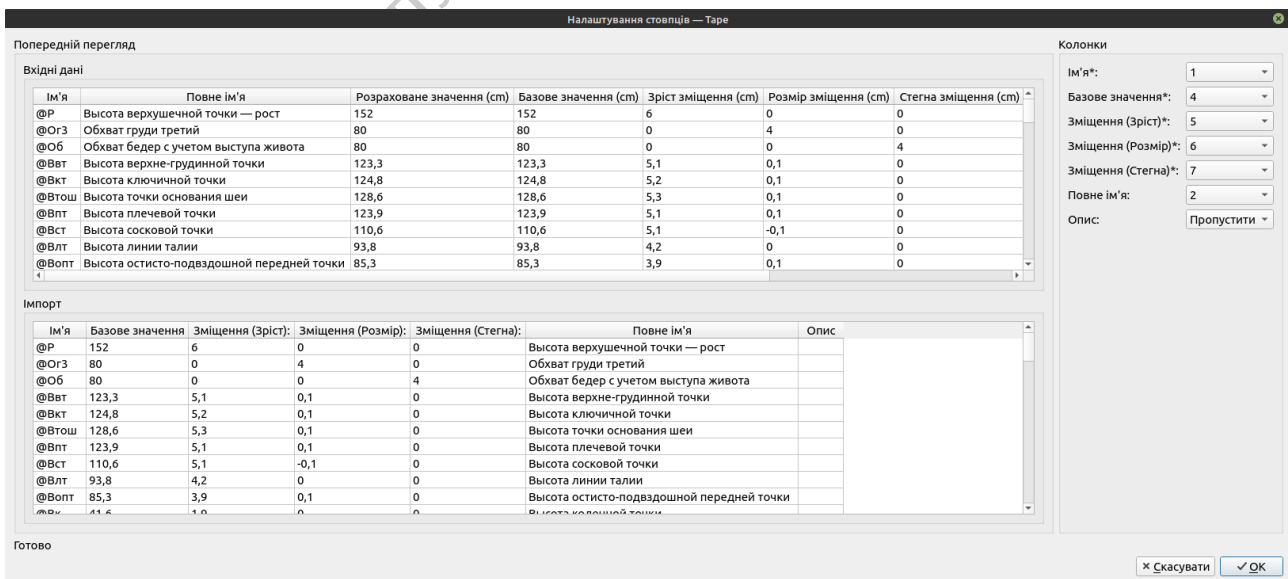 Налаштування стовпців — Tape
Попередній перегляд
Вхідні дані
Ім'я Повне ім'я Розраховане значення (cm) Базове значення (cm) Зріст зміщення (cm) Розмір зміщення (cm) Стегна зміщення (cm)
@Р Высота верхушечной точки — рост 152 152 6 0 0
@Ог3 Обхват груди третий 80 80 0 4 0
@Об Обхват бедер с учетом выступа живота 80 80 0 0 4
@Ввт Высота верхне-грудинной точки 123,3 123,3 5,1 0,1 0
@Вкт Высота ключичной точки 124,8 124,8 5,2 0,1 0
@Втош Высота точки основания шеи 128,6 128,6 5,3 0,1 0
@Впт Высота плечевой точки 123,9 123,9 5,1 0,1 0
@Вст Высота сосковой точки 110,6 110,6 5,1 -0,1 0
@Влт Высота линии талии 93,8 93,8 4,2 0 0
@Вопт Высота остисто-подвздошной передней точки 85,3 85,3 3,9 0,1 0
Імпорт
Ім'я Базове значення Зміщення (Зріст): Зміщення (Розмір): Зміщення (Стегна): Повне ім'я Опис
@Р 152 6 0 0 Высота верхушечной точки — рост
@Ог3 80 0 4 0 Обхват груди третий
@Об 80 0 0 4 Обхват бедер с учетом выступа живота
@Ввт 123,3 5,1 0,1 0 Высота верхне-грудинной точки
@Вкт 124,8 5,2 0,1 0 Высота ключичной точки
@Втош 128,6 5,3 0,1 0 Высота точки основания шеи
@Впт 123,9 5,1 0,1 0 Высота плечевой точки
@Вст 110,6 5,1 -0,1 0 Высота сосковой точки
@Влт 93,8 4,2 0 0 Высота линии талии
@Вопт 85,3 3,9 0,1 0 Высота остисто-подвздошной передней точки
@Вк 41,6 1,9 0 0 Высота коленной точки
Готово
Колонки
Ім'я*: 1
Базове значення*: 4
Зміщення (Зріст)*: 5
Зміщення (Розмір)*: 6
Зміщення (Стегна)*: 7
Повне ім'я: 2
Опис: Пропустити
Скасувати OK